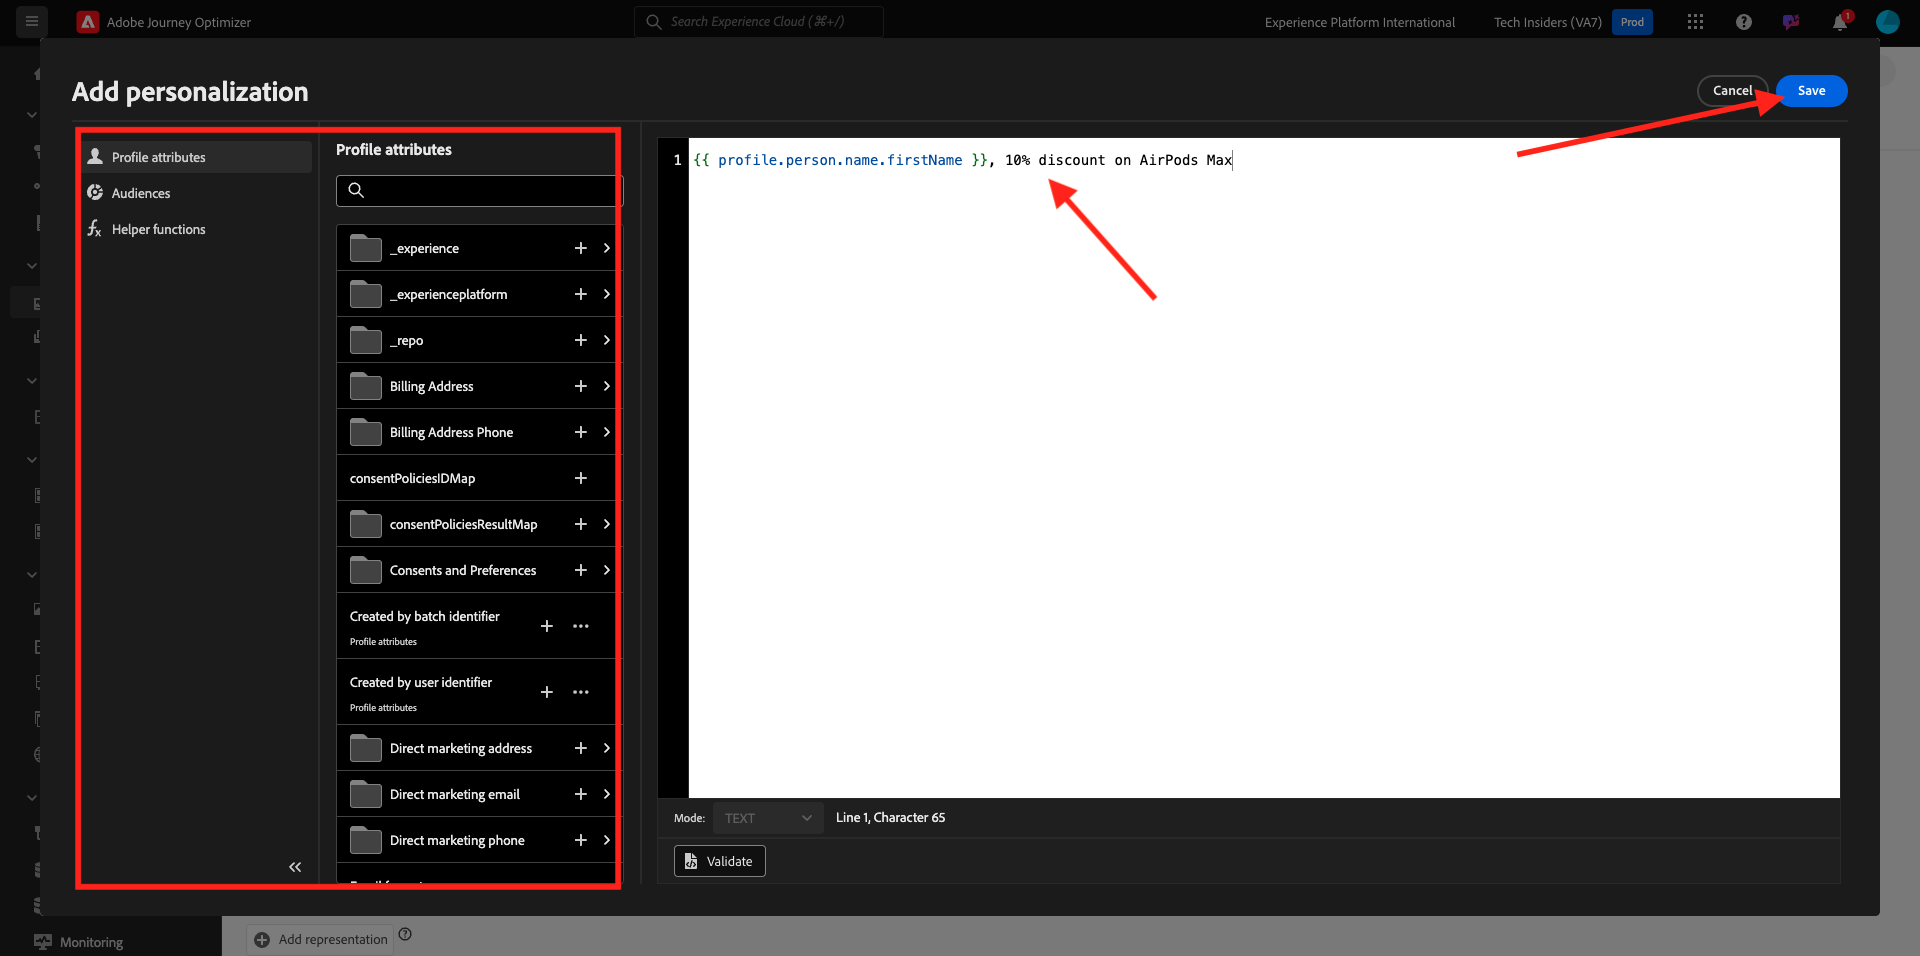 Adobe Journey Optimizer
Search Experience Cloud (⌘+/)
Experience Platform International
Tech Insiders (VA7)
Prod
1
Add personalization
Cancel
Save
Profile attributes
Audiences
Helper functions
Profile attributes
_experience
_experienceplatform
_repo
Billing Address
Billing Address Phone
consentPoliciesIDMap
consentPoliciesResultMap
Consents and Preferences
Created by batch identifier
Profile attributes
Created by user identifier
Profile attributes
Direct marketing address
Direct marketing email
Direct marketing phone
1 {{ profile.person.name.firstName }}, 10% discount on AirPods Max
Mode: TEXT Line 1, Character 65
Validate
Monitoring
Add representation